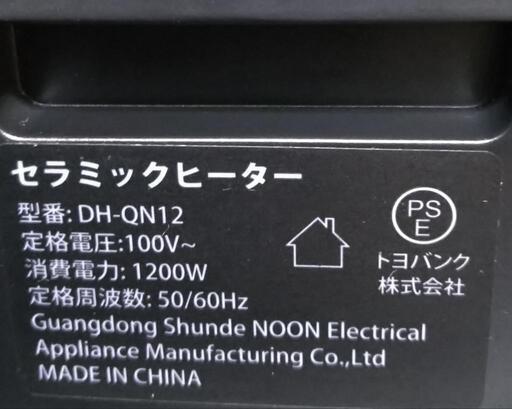 セラミックヒーター
型番: DH-QN12
定格電圧:100V~
消費電力: 1200W
定格周波数: 50/60Hz
Guangdong Shunde NOON Electrical
Appliance Manufacturing Co.,Ltd
MADE IN CHINA
PS
E
トヨバンク
株式会社